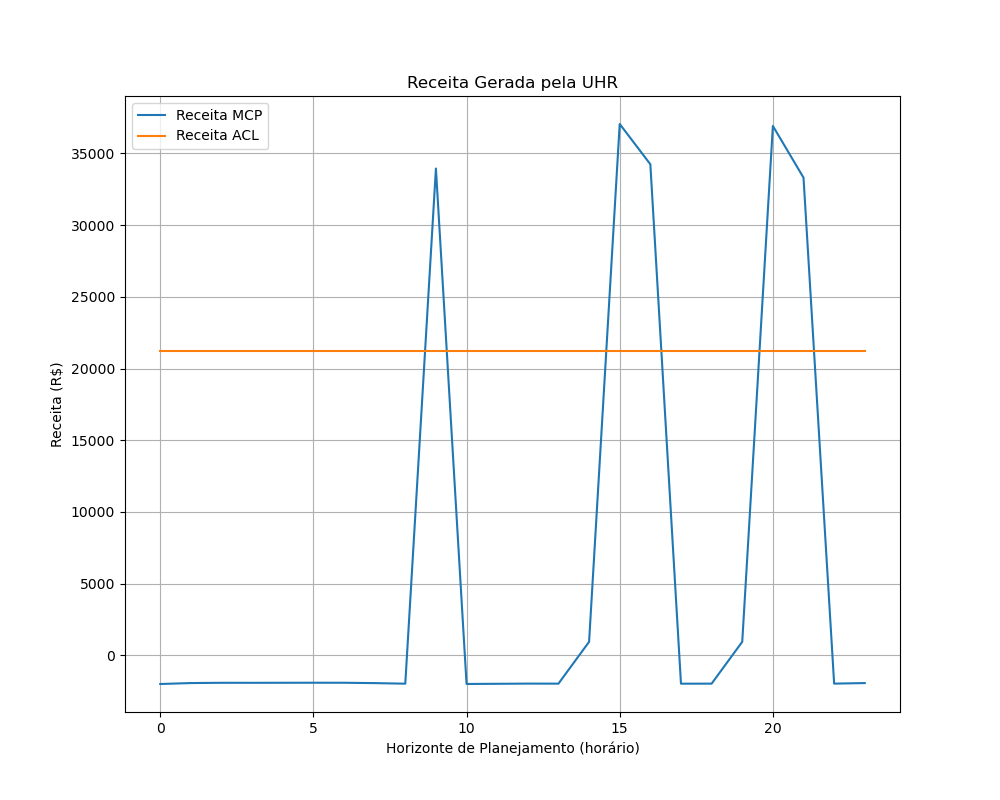 Receita Gerada pela UHR
Receita MCP
Receita ACL
35000
30000
25000
20000
15000
10000
5000
0
Receita (R$)
0 5 10 15 20
Horizonte de Planejamento (horário)